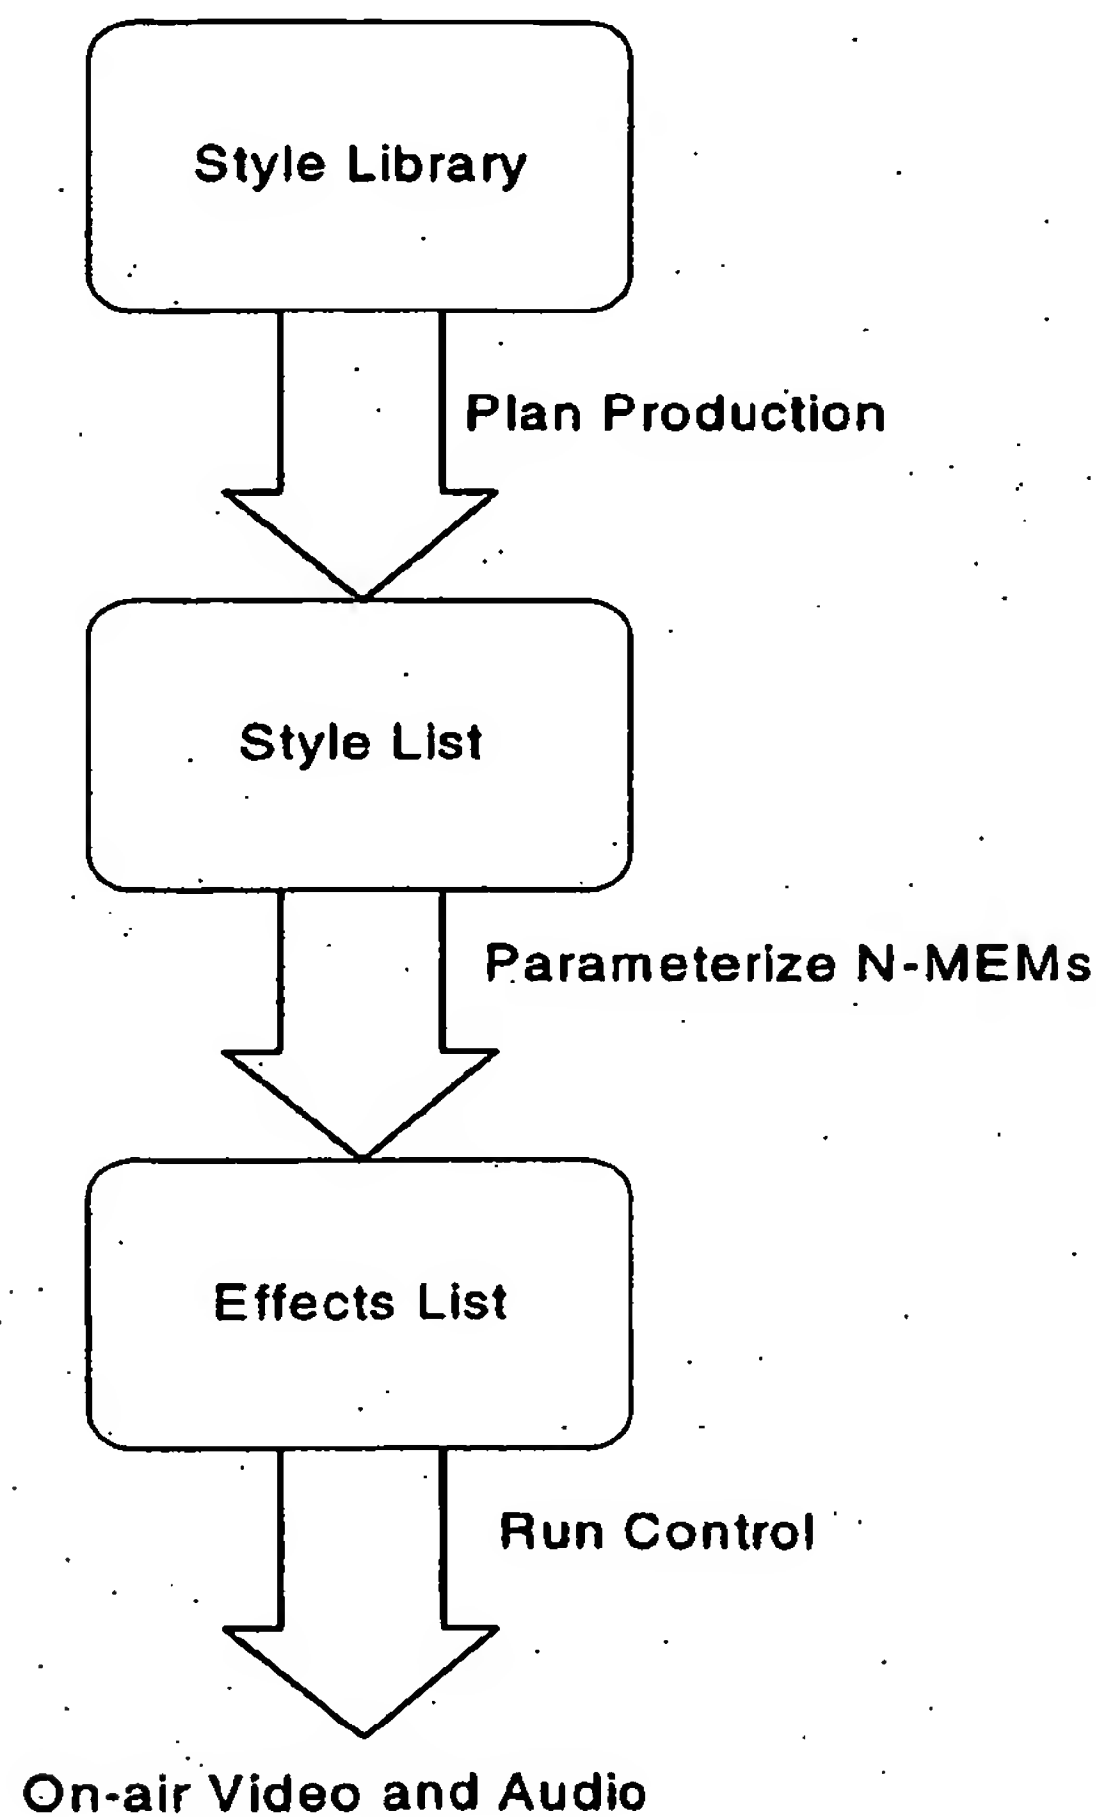 Style Library
Plan Production
Style List
Parameterize N-MEMs
Effects List
Run Control
On-air Video and Audio